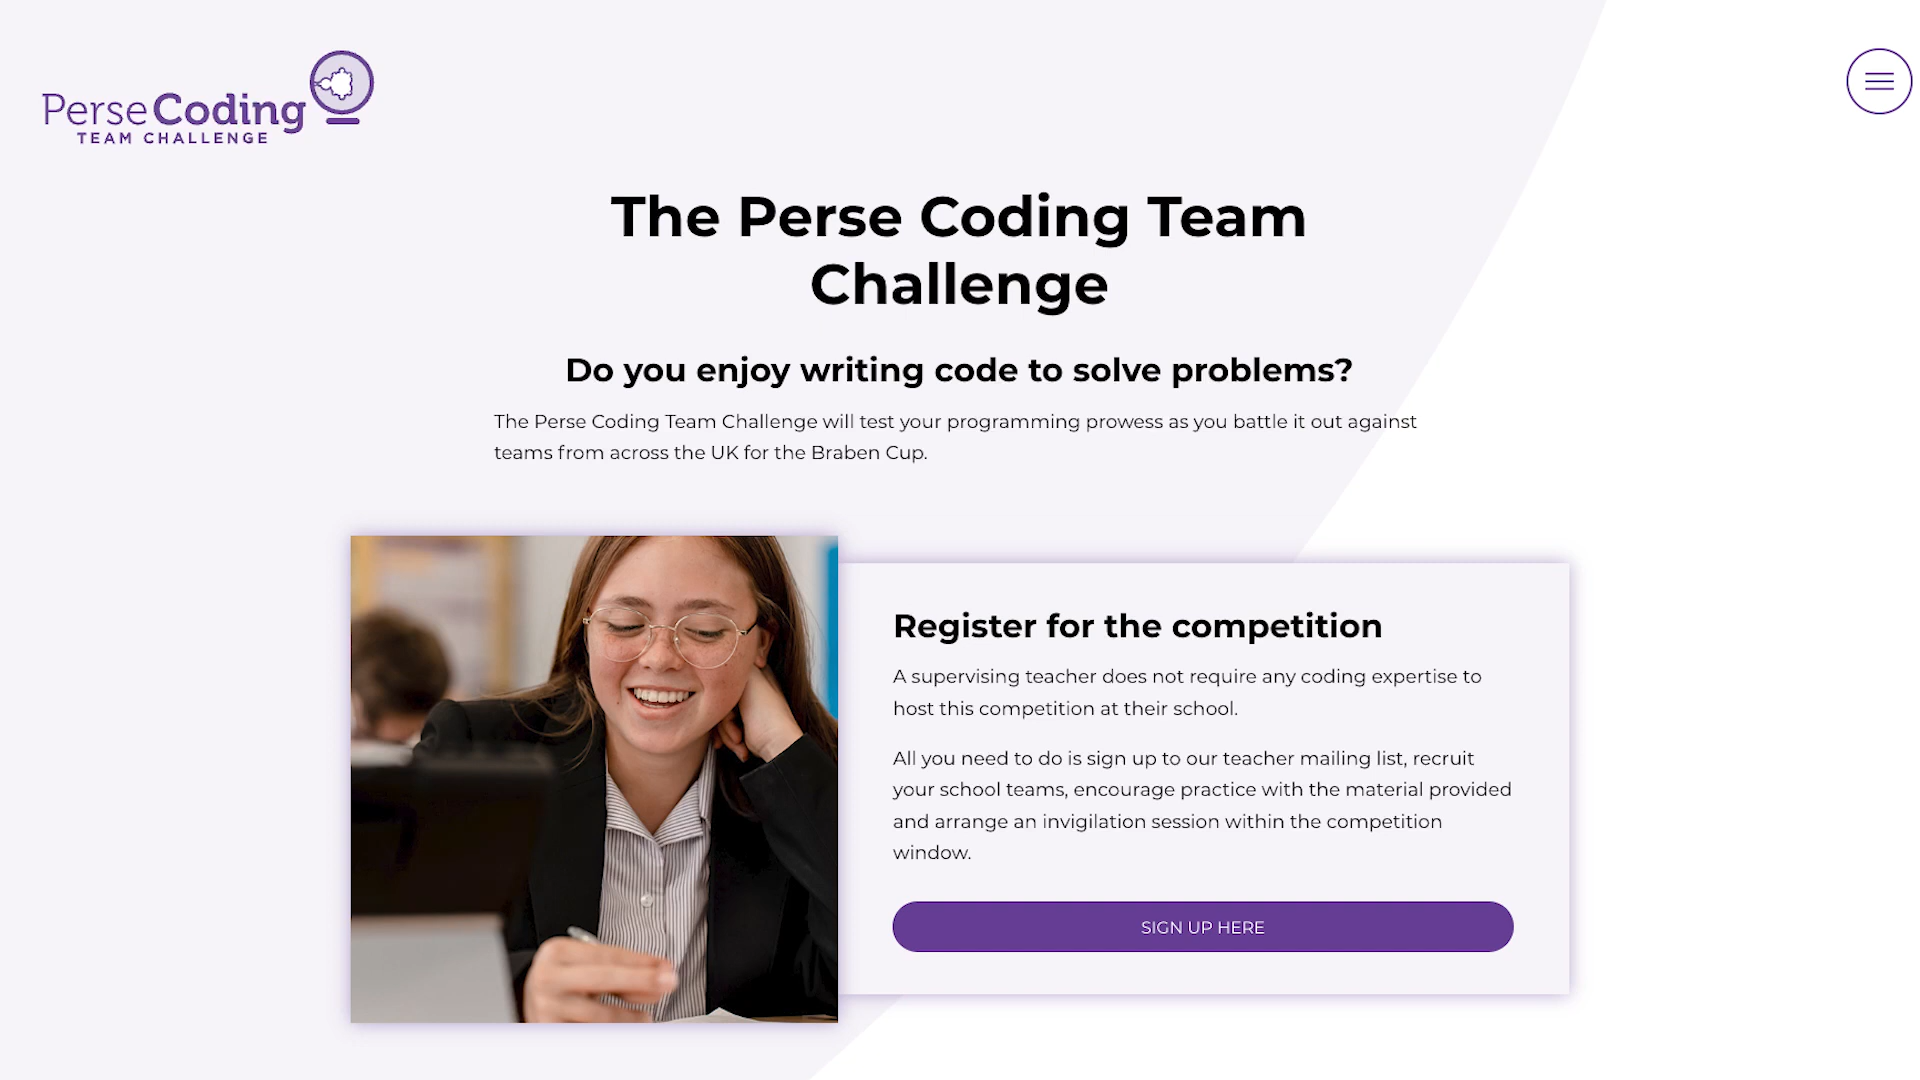 Perse Coding
TEAM CHALLENGE
The Perse Coding Team
Challenge
Do you enjoy writing code to solve problems?
The Perse Coding Team Challenge will test your programming prowess as you battle it out against
teams from across the UK for the Braben Cup.
Register for the competition
A supervising teacher does not require any coding expertise to
host this competition at their school.
All you need to do is sign up to our teacher mailing list, recruit
your school teams, encourage practice with the material provided
and arrange an invigilation session within the competition
window.
SIGN UP HERE